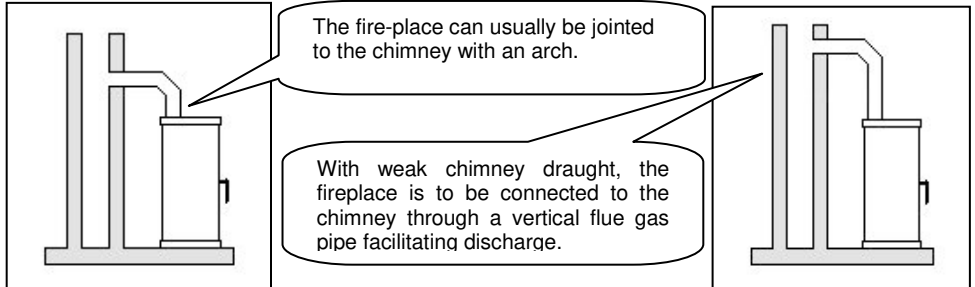 The fire-place can usually be jointed
to the chimney with an arch.
With weak chimney draught, the
fireplace is to be connected to the
chimney through a vertical flue gas
pipe facilitating discharge.